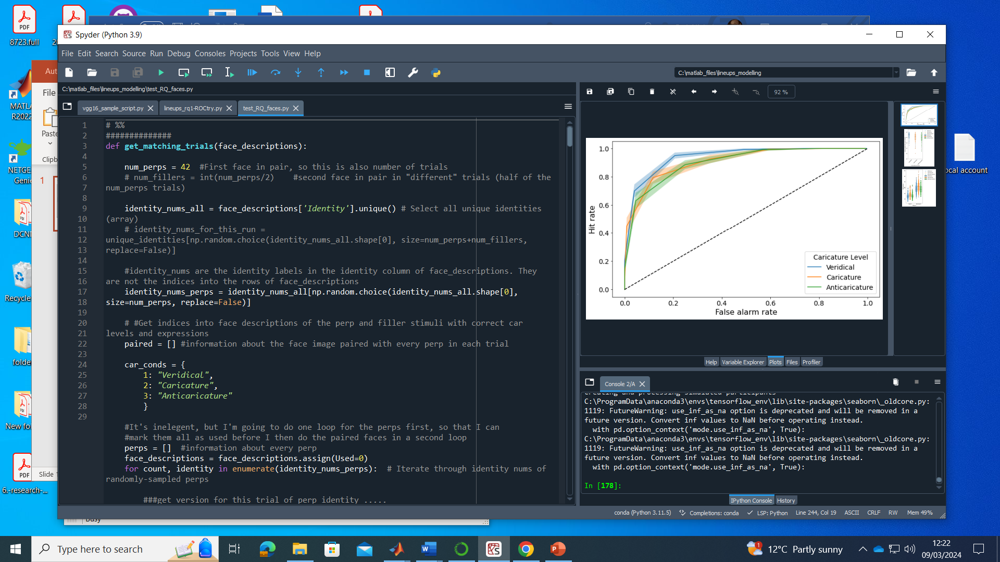 PDF
8723.full
Spyder (Python 3.9)
File Edit Search Source Run Debug Consoles Projects Tools View Help
C:\matlab_files\lineups_modelling
C:\matlab_files\lineups_modelling\test_RQ_faces.py
vgg16_sample_script.py
lineups_rq1-ROCtry.py
test_RQ_faces.py
1 # %%
2 ##############
3 def get_matching_trials(face_descriptions):
4
5 num_perps = 42  #First face in pair, so this is also number of trials
6 # num_fillers = int(num_perps/2)    #second face in pair in "different" trials (half of the
7 num_perps trials)
8
9 identity_nums_all = face_descriptions['Identity'].unique() # Select all unique identities
10 (array)
11 # identity_nums_for_this_run =
12 unique_identities[np.random.choice(identity_nums_all.shape[0], size=num_perps+num_fillers,
13 replace=False)]
14
15 #identity_nums are the identity labels in the identity column of face_descriptions. They
16 are not the indices into the rows of face_descriptions
17 identity_nums_perps = identity_nums_all[np.random.choice(identity_nums_all.shape[0],
18 size=num_perps, replace=False)]
19
20 # #Get indices into face descriptions of the perp and filler stimuli with correct car
21 levels and expressions
22 paired = [] #information about the face image paired with every perp in each trial
23
24 car_conds = {
25 1: "Veridical",
26 2: "Caricature",
27 3: "Anticaricature"
28 }
29
#It's inelegent, but I'm going to do one loop for the perps first, so that I can
#mark them all as used before I then do the paired faces in a second loop
perps = []  #information about every perp
face_descriptions = face_descriptions.assign(Used=0)
for count, identity in enumerate(identity_nums_perps):  # Iterate through identity nums of
randomly-sampled perps
###get version for this trial of perp identity .....
92 %
1.0
0.8
0.6
0.4
0.2
0.0
Hit rate
0.0 0.2 0.4 0.6 0.8 1.0
False alarm rate
Caricature Level
Veridical
Caricature
Anticaricature
Help Variable Explorer Plots Files Profiler
Console 2/A
creating and processing simulated participants
C:\ProgramData\anaconda3\envs\tensorflow_env\lib\site-packages\seaborn\_oldcore.py:
1119: FutureWarning: use_inf_as_na option is deprecated and will be removed in a
future version. Convert inf values to NaN before operating instead.
with pd.option_context('mode.use_inf_as_na', True):
C:\ProgramData\anaconda3\envs\tensorflow_env\lib\site-packages\seaborn\_oldcore.py:
1119: FutureWarning: use_inf_as_na option is deprecated and will be removed in a
future version. Convert inf values to NaN before operating instead.
with pd.option_context('mode.use_inf_as_na', True):
In [178]:
IPython Console History
conda (Python 3.11.5) Completions: conda LSP: Python Line 244, Col 19 ASCII CRLF RW Mem 49%
Aut
File
Paste
Clipb
1
Slide 1
Busy
MATLA
R2022
NETGE
Genie
PDF
DCNI
Recycle
folde
New fol
PDF
6.-research-...
ocal account
Type here to search
12°C Partly sunny
12:22
09/03/2024